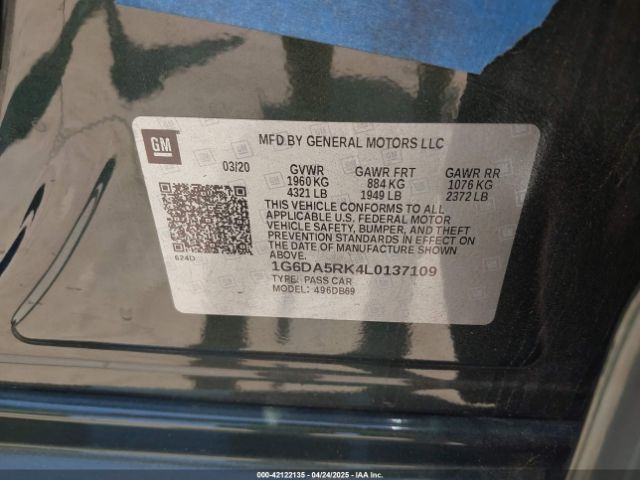 GM
MFD BY GENERAL MOTORS LLC
03/20 GVWR GAWR FRT GAWR RR
1960 KG 884 KG 1076 KG
4321 LB 1949 LB 2372 LB
THIS VEHICLE CONFORMS TO ALL
APPLICABLE U.S. FEDERAL MOTOR
VEHICLE SAFETY, BUMPER, AND THEFT
PREVENTION STANDARDS IN EFFECT ON
THE DATE OF MANUFACTURE SHOWN
ABOVE.
624D
1G6DA5RK4L0137109
TYPE: PASS CAR
MODEL: 496DB69
000-42122135 - 04/24/2025 - IAA Inc.